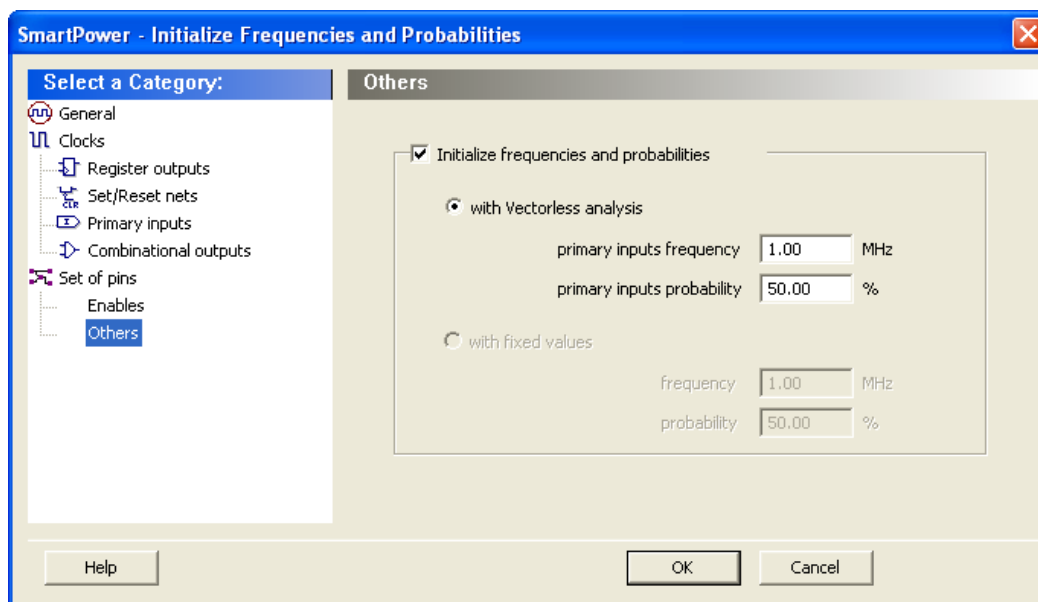 SmartPower - Initialize Frequencies and Probabilities
Select a Category:
General
Clocks
Register outputs
CLR
Set/Reset nets
I
Primary inputs
Combinational outputs
Set of pins
Enables
Others
Others
Initialize frequencies and probabilities
with Vectorless analysis
primary inputs frequency 1.00 MHz
primary inputs probability 50.00 %
with fixed values
frequency 1.00 MHz
probability 50.00 %
Help OK Cancel